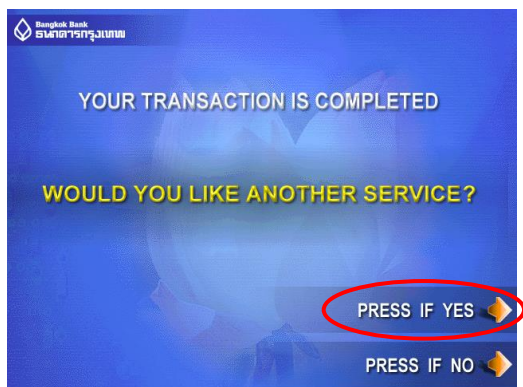 Bangkok Bank
ธนาคารกรุงเทพ
YOUR TRANSACTION IS COMPLETED
WOULD YOU LIKE ANOTHER SERVICE?
PRESS IF YES
PRESS IF NO